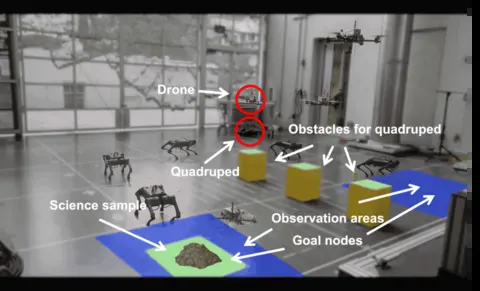 Drone
Obstacles for quadruped
Quadruped
Science sample
Observation areas
Goal nodes